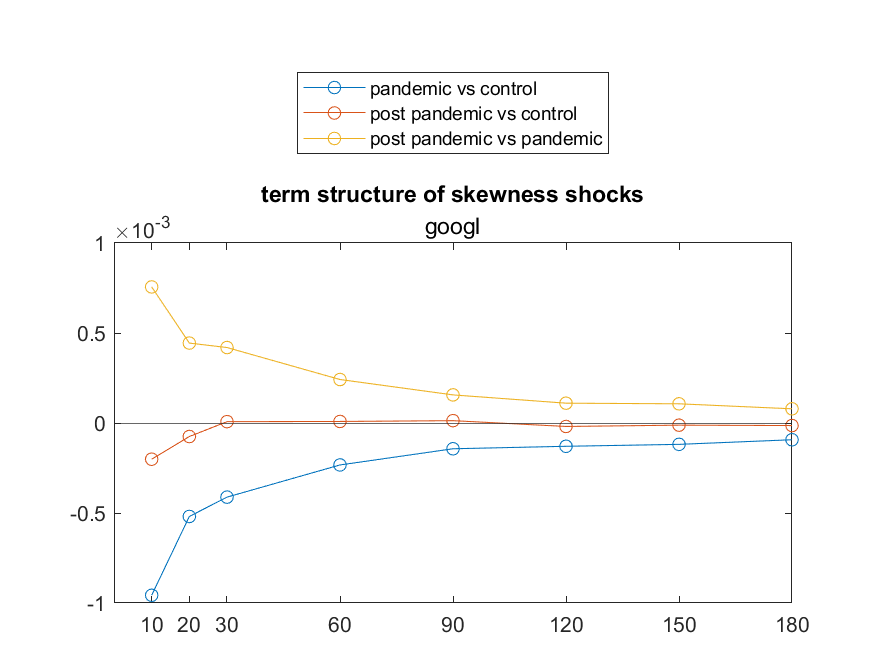 pandemic vs control
post pandemic vs control
post pandemic vs pandemic
term structure of skewness shocks
googl
×10⁻³
1
0.5
0
-0.5
-1
10 20 30 60 90 120 150 180